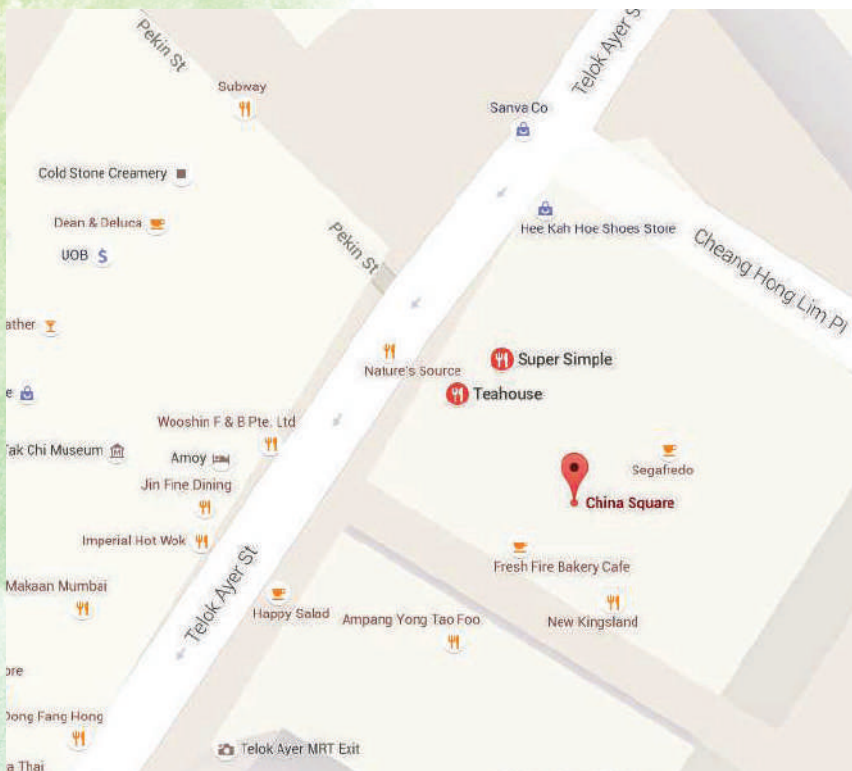 Pekin St
Telok Ayer S
Subway
Sanva Co
Cold Stone Creamery
Dean & Deluca
Hee Kah Hoe Shoes Store
Pekin St
Cheang Hong Lim Pl
UOB $
ather
Super Simple
Nature's Source
e
Teahouse
Wooshin F & B Pte. Ltd
Tak Chi Museum
Amoy
Segafredo
Jin Fine Dining
China Square
Imperial Hot Wok
Fresh Fire Bakery Cafe
Makaan Mumbai
Telok Ayer St
Happy Salad
Ampang Yong Tao Foo
New Kingsland
ore
Dong Fang Hong
Telok Ayer MRT Exit
a Thai